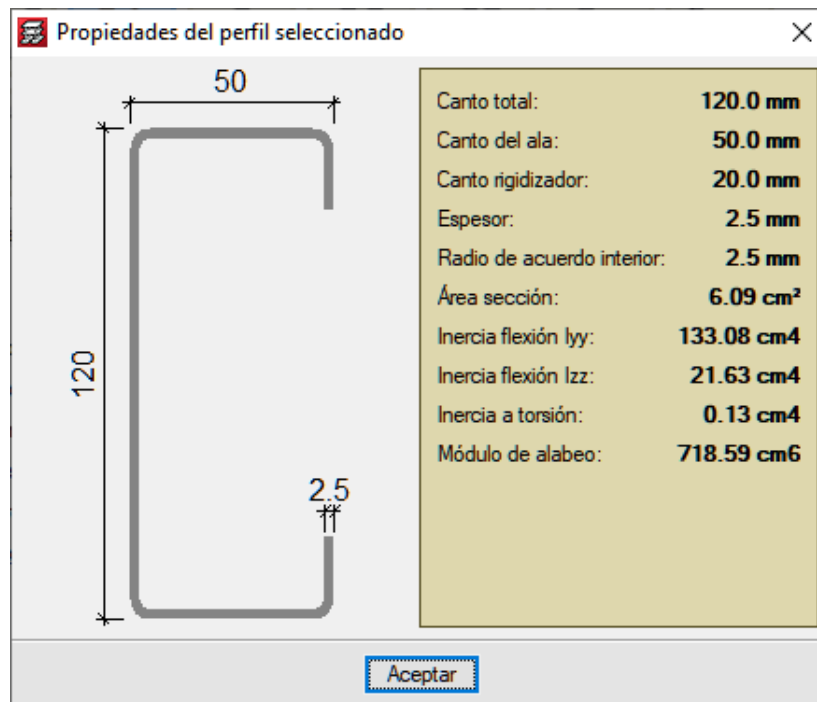 Propiedades del perfil seleccionado
50
120
2.5
Canto total: 120.0 mm
Canto del ala: 50.0 mm
Canto rigidizador: 20.0 mm
Espesor: 2.5 mm
Radio de acuerdo interior: 2.5 mm
Área sección: 6.09 cm²
Inercia flexión Iyy: 133.08 cm4
Inercia flexión Izz: 21.63 cm4
Inercia a torsión: 0.13 cm4
Módulo de alabeo: 718.59 cm6
Aceptar